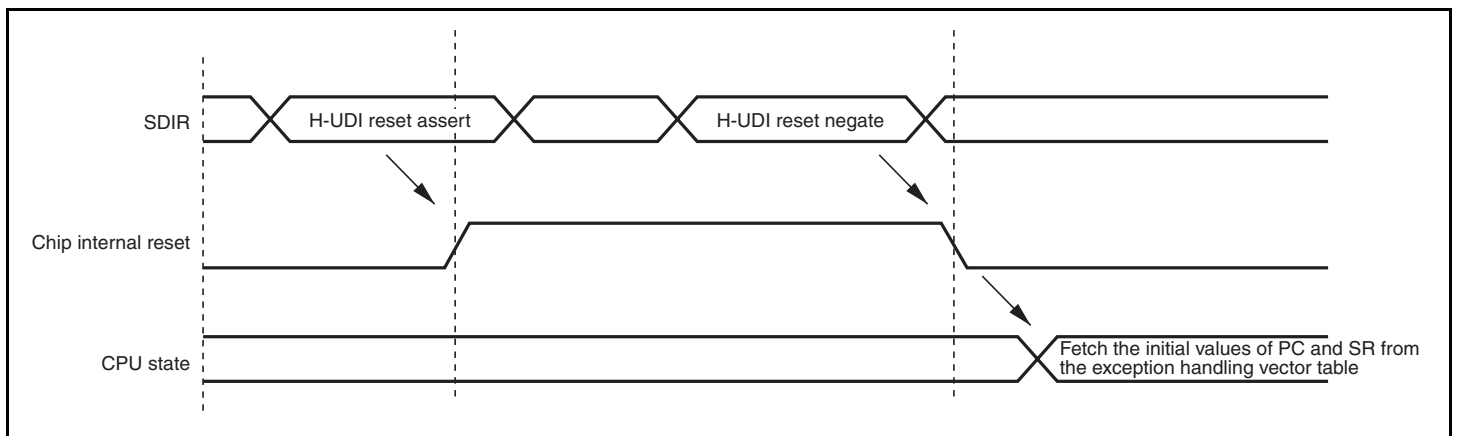 SDIR
H-UDI reset assert
H-UDI reset negate
Chip internal reset
CPU state
Fetch the initial values of PC and SR from
the exception handling vector table